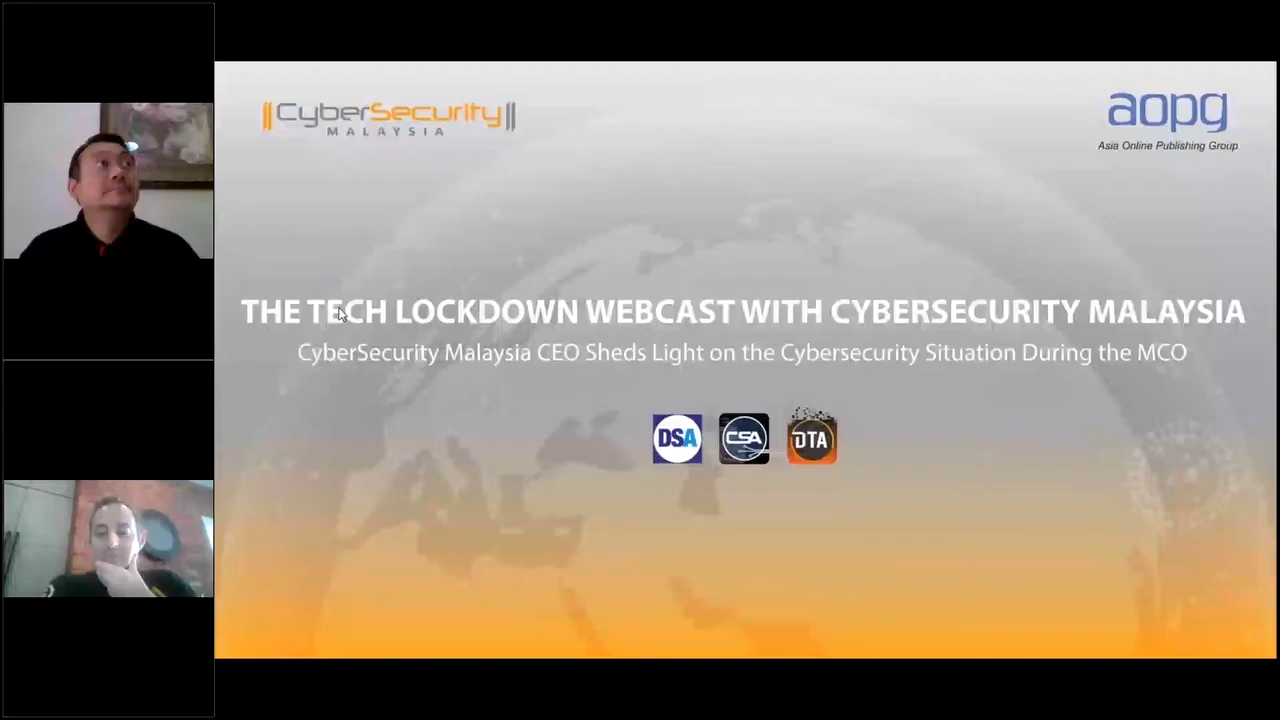 CyberSecurity
MALAYSIA
aopg
Asia Online Publishing Group
THE TECH LOCKDOWN WEBCAST WITH CYBERSECURITY MALAYSIA
CyberSecurity Malaysia CEO Sheds Light on the Cybersecurity Situation During the MCO
DSA
CSA
DTA